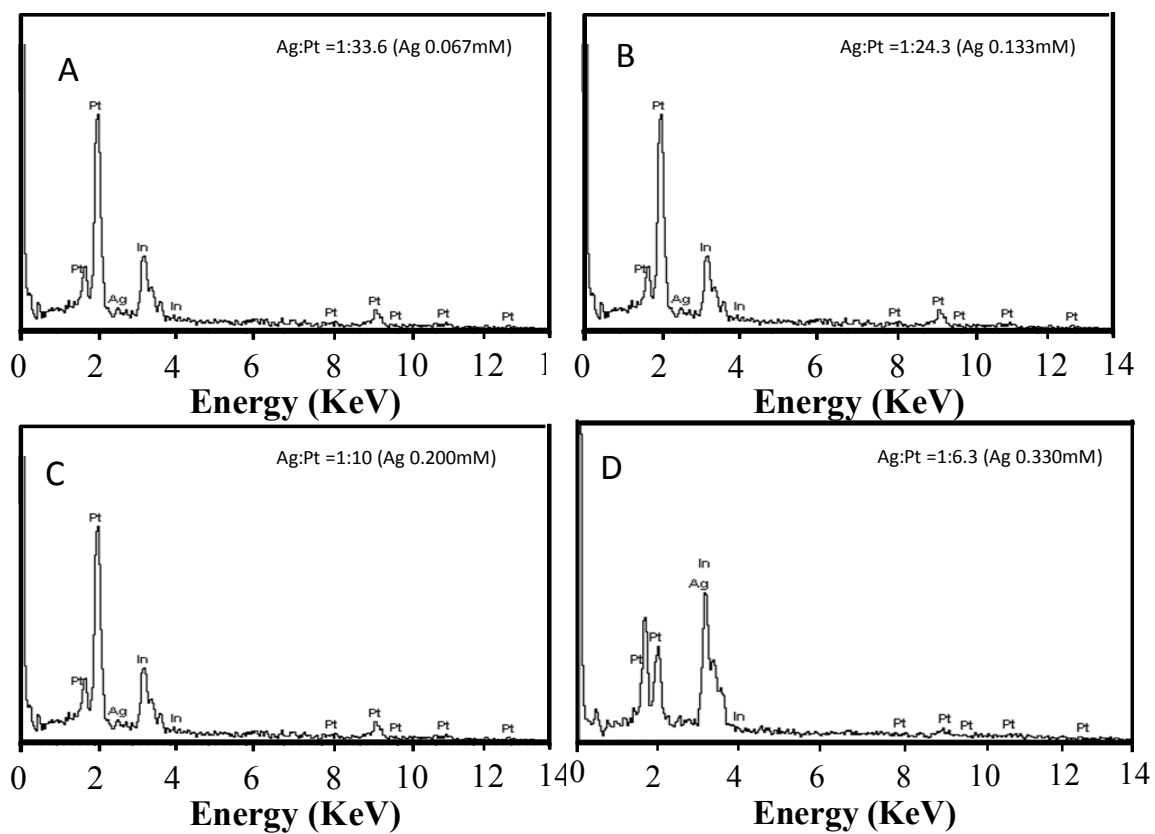 A
Ag:Pt =1:33.6 (Ag 0.067mM)
Pt
Pt
Ag
In
In
Pt
Pt
Pt
Pt
Pt
0 2 4 6 8 10 12 1
Energy (KeV)
B
Ag:Pt =1:24.3 (Ag 0.133mM)
Pt
Pt
Ag
In
In
Pt
Pt
Pt
Pt
Pt
0 2 4 6 8 10 12 14
Energy (KeV)
C
Ag:Pt =1:10 (Ag 0.200mM)
Pt
Pt
Ag
In
In
Pt
Pt
Pt
Pt
Pt
0 2 4 6 8 10 12 14
Energy (KeV)
D
Ag:Pt =1:6.3 (Ag 0.330mM)
In
Ag
Pt
Pt
In
Pt
Pt
Pt
Pt
Pt
0 2 4 6 8 10 12 14
Energy (KeV)